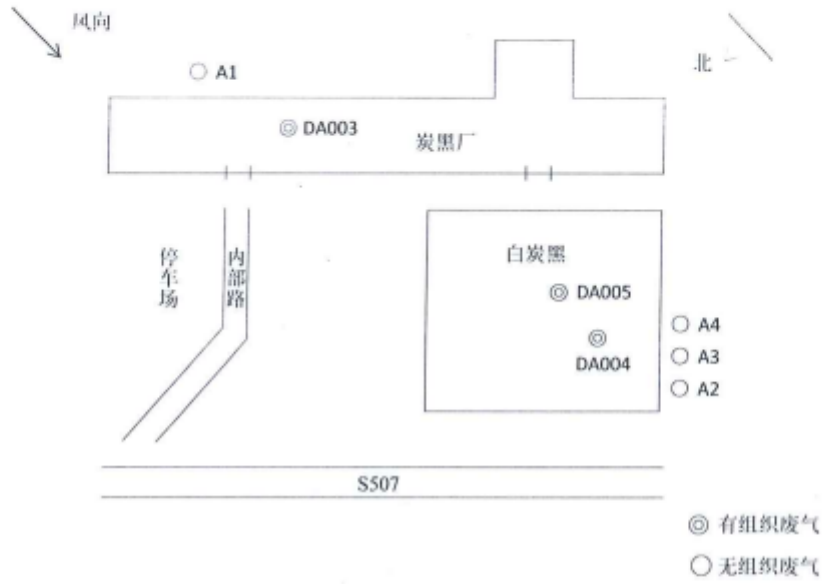 风向
北
A1
DA003
炭黑厂
停车场
内部路
白炭黑
DA005
DA004
A4
A3
A2
S507
有组织废气
无组织废气